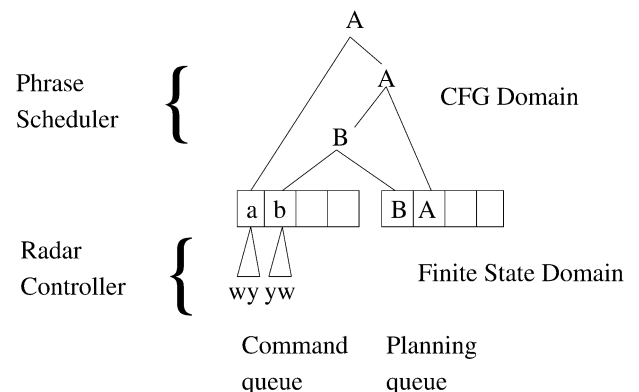 A
A
Phrase
Scheduler
CFG Domain
B
a b
B A
Radar
Controller
Finite State Domain
wy yw
Command
queue
Planning
queue